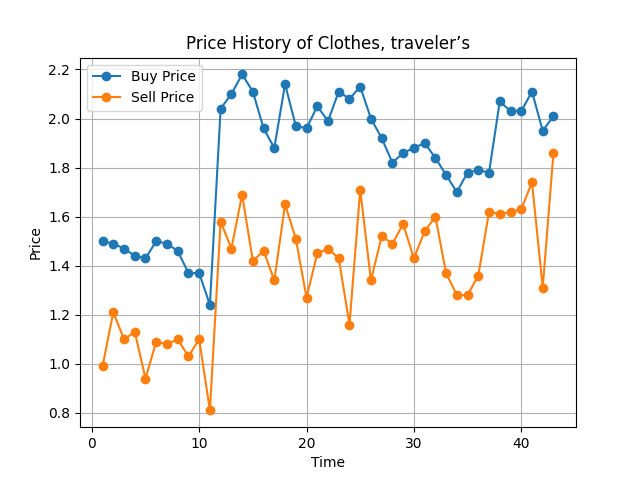 Price History of Clothes, traveler’s
Buy Price
Sell Price
2.2
2.0
1.8
1.6
1.4
1.2
1.0
0.8
Price
0 10 20 30 40
Time